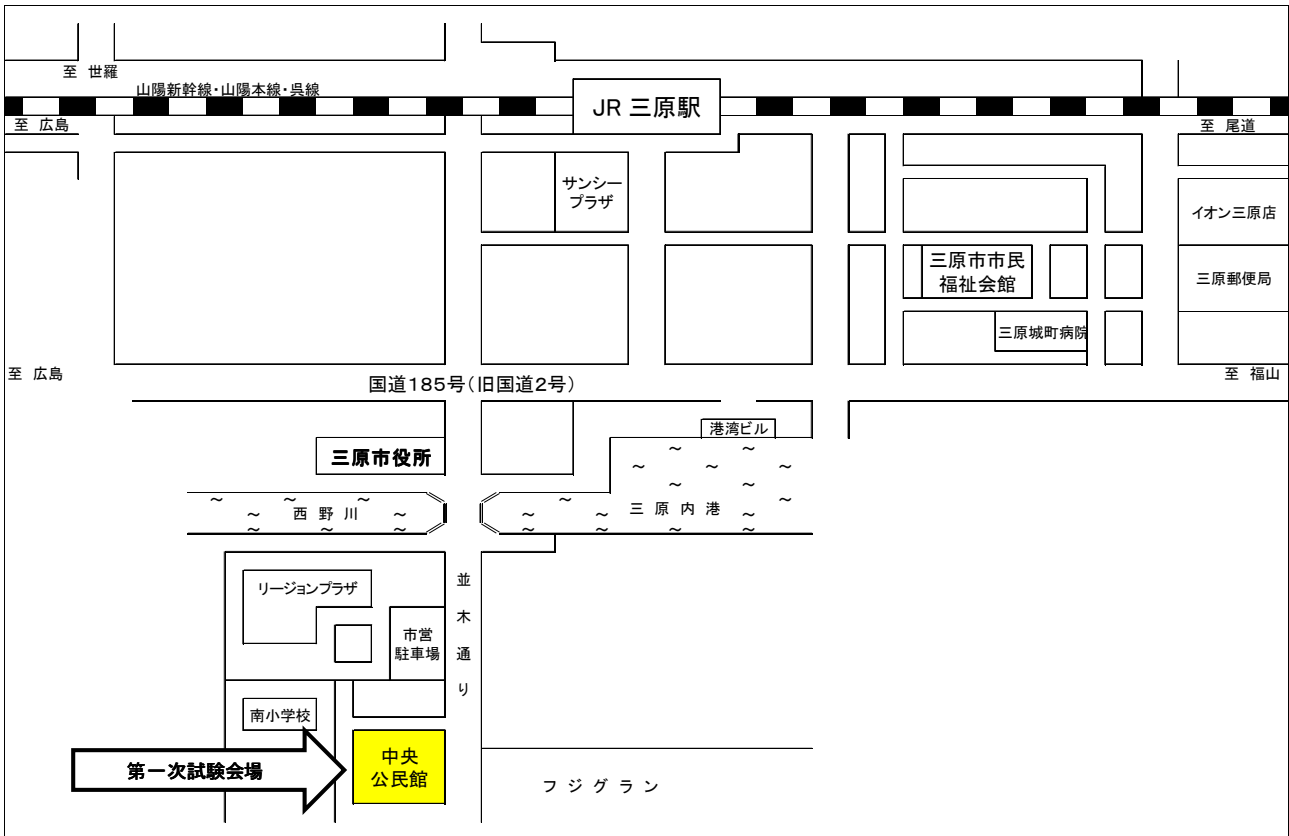 至 世羅
山陽新幹線・山陽本線・呉線
JR 三原駅
至 広島
至 尾道
サンシー
プラザ
イオン三原店
三原市市民
福祉会館
三原郵便局
三原城町病院
至 広島
国道185号(旧国道2号)
至 福山
港湾ビル
三原市役所
西 野 川
三 原 内 港
リージョンプラザ
並
木
通
り
市営
駐車場
南小学校
第一次試験会場
中央
公民館
フ ジ グ ラ ン